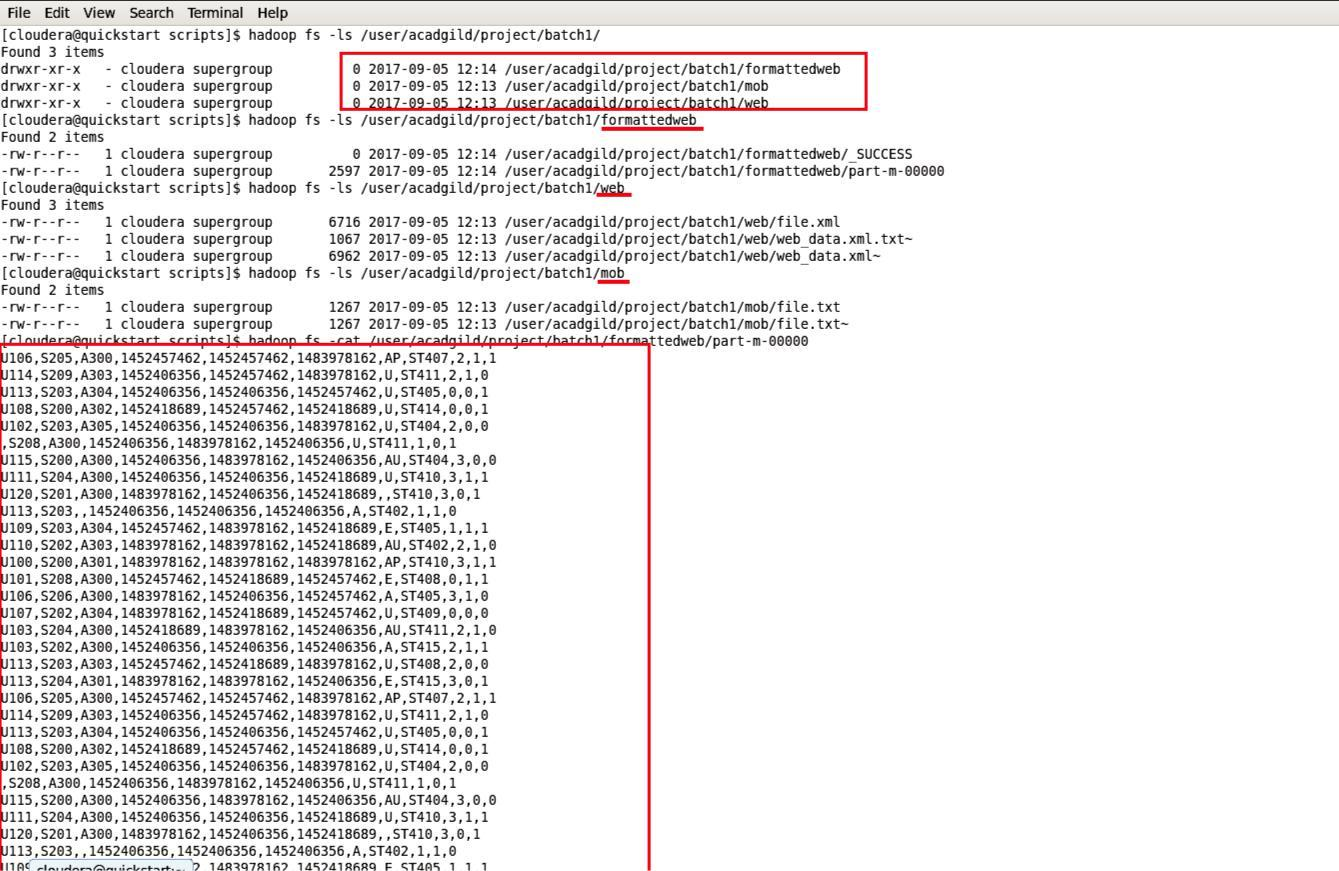 File Edit View Search Terminal Help
[cloudera@quickstart scripts]$ hadoop fs -ls /user/acadgild/project/batch1/
Found 3 items
drwxr-xr-x   - cloudera supergroup          0 2017-09-05 12:14 /user/acadgild/project/batch1/formattedweb
drwxr-xr-x   - cloudera supergroup          0 2017-09-05 12:13 /user/acadgild/project/batch1/mob
drwxr-xr-x   - cloudera supergroup          0 2017-09-05 12:13 /user/acadgild/project/batch1/web
[cloudera@quickstart scripts]$ hadoop fs -ls /user/acadgild/project/batch1/formattedweb
Found 2 items
-rw-r--r--   1 cloudera supergroup          0 2017-09-05 12:14 /user/acadgild/project/batch1/formattedweb/_SUCCESS
-rw-r--r--   1 cloudera supergroup       2597 2017-09-05 12:14 /user/acadgild/project/batch1/formattedweb/part-m-00000
[cloudera@quickstart scripts]$ hadoop fs -ls /user/acadgild/project/batch1/web
Found 3 items
-rw-r--r--   1 cloudera supergroup       6716 2017-09-05 12:13 /user/acadgild/project/batch1/web/file.xml
-rw-r--r--   1 cloudera supergroup       1067 2017-09-05 12:13 /user/acadgild/project/batch1/web/web_data.xml.txt~
-rw-r--r--   1 cloudera supergroup       6962 2017-09-05 12:13 /user/acadgild/project/batch1/web/web_data.xml~
[cloudera@quickstart scripts]$ hadoop fs -ls /user/acadgild/project/batch1/mob
Found 2 items
-rw-r--r--   1 cloudera supergroup       1267 2017-09-05 12:13 /user/acadgild/project/batch1/mob/file.txt
-rw-r--r--   1 cloudera supergroup       1267 2017-09-05 12:13 /user/acadgild/project/batch1/mob/file.txt~
[cloudera@quickstart scripts]$ hadoop fs -cat /user/acadgild/project/batch1/formattedweb/part-m-00000
U106,S205,A300,1452457462,1452457462,1483978162,AP,ST407,2,1,1
U114,S209,A303,1452406356,1452457462,1483978162,U,ST411,2,1,0
U113,S203,A304,1452406356,1452406356,1452457462,U,ST405,0,0,1
U108,S200,A302,1452418689,1452457462,1452418689,U,ST414,0,0,1
U102,S203,A305,1452406356,1452406356,1483978162,U,ST404,2,0,0
,S208,A300,1452406356,1483978162,1452406356,U,ST411,1,0,1
U115,S200,A300,1452406356,1483978162,1452406356,AU,ST404,3,0,0
U111,S204,A300,1452406356,1452406356,1452418689,U,ST410,3,1,1
U120,S201,A300,1483978162,1452406356,1452418689,,ST410,3,0,1
U113,S203,,1452406356,1452406356,1452406356,A,ST402,1,1,0
U109,S203,A304,1452457462,1483978162,1452418689,E,ST405,1,1,1
U110,S202,A303,1483978162,1483978162,1452418689,AU,ST402,2,1,0
U100,S200,A301,1483978162,1483978162,1483978162,AP,ST410,3,1,1
U101,S208,A300,1452457462,1452418689,1452457462,E,ST408,0,1,1
U106,S206,A300,1483978162,1452406356,1452457462,A,ST405,3,1,0
U107,S202,A304,1483978162,1452418689,1452457462,U,ST409,0,0,0
U103,S204,A300,1452418689,1483978162,1452406356,AU,ST411,2,1,0
U103,S202,A300,1452406356,1452406356,1452406356,A,ST415,2,1,1
U113,S203,A303,1452457462,1452418689,1483978162,U,ST408,2,0,0
U113,S204,A301,1483978162,1483978162,1452406356,E,ST415,3,0,1
U106,S205,A300,1452457462,1452457462,1483978162,AP,ST407,2,1,1
U114,S209,A303,1452406356,1452457462,1483978162,U,ST411,2,1,0
U113,S203,A304,1452406356,1452406356,1452457462,U,ST405,0,0,1
U108,S200,A302,1452418689,1452457462,1452418689,U,ST414,0,0,1
U102,S203,A305,1452406356,1452406356,1483978162,U,ST404,2,0,0
,S208,A300,1452406356,1483978162,1452406356,U,ST411,1,0,1
U115,S200,A300,1452406356,1483978162,1452406356,AU,ST404,3,0,0
U111,S204,A300,1452406356,1452406356,1452418689,U,ST410,3,1,1
U120,S201,A300,1483978162,1452406356,1452418689,,ST410,3,0,1
U113,S203,,1452406356,1452406356,1452406356,A,ST402,1,1,0
2,1483978162,1452418689,E,ST405,1,1,1